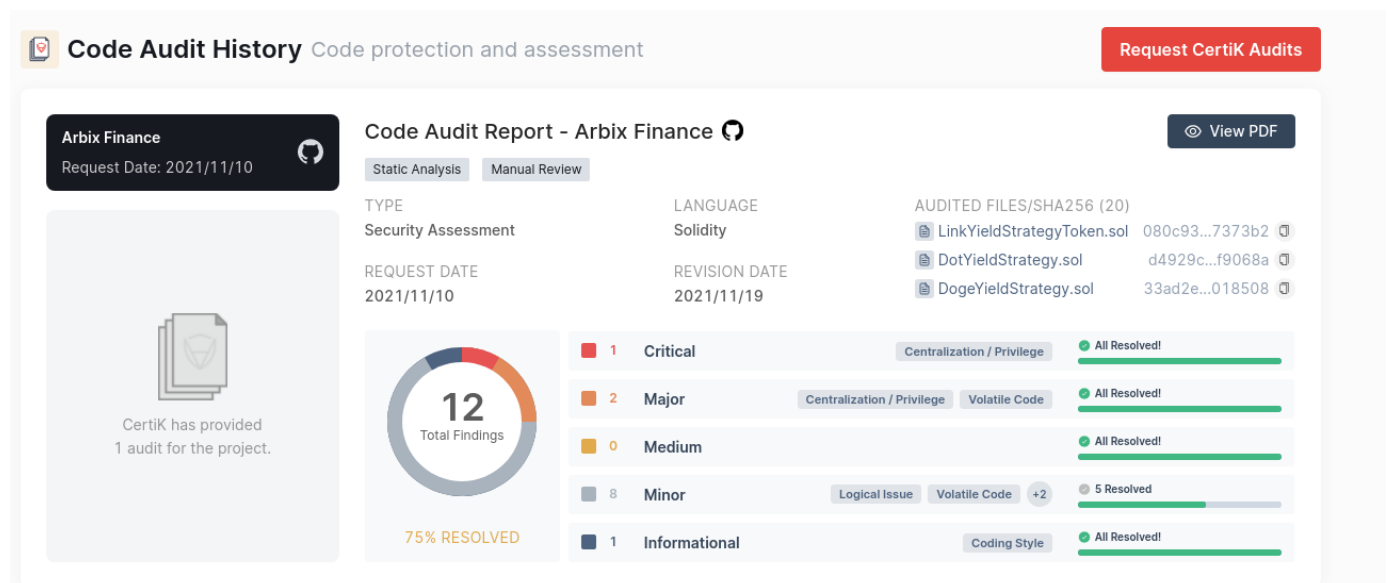 Code Audit History Code protection and assessment
Request CertiK Audits
Arbix Finance
Request Date: 2021/11/10
CertiK has provided
1 audit for the project.
Code Audit Report - Arbix Finance
View PDF
Static Analysis Manual Review
TYPE
Security Assessment
LANGUAGE
Solidity
REQUEST DATE
2021/11/10
REVISION DATE
2021/11/19
AUDITED FILES/SHA256 (20)
LinkYieldStrategyToken.sol 080c93...7373b2
DotYieldStrategy.sol d4929c...f9068a
DogeYieldStrategy.sol 33ad2e...018508
12
Total Findings
75% RESOLVED
1 Critical Centralization / Privilege All Resolved!
2 Major Centralization / Privilege Volatile Code All Resolved!
0 Medium All Resolved!
8 Minor Logical Issue Volatile Code +2 5 Resolved
1 Informational Coding Style All Resolved!